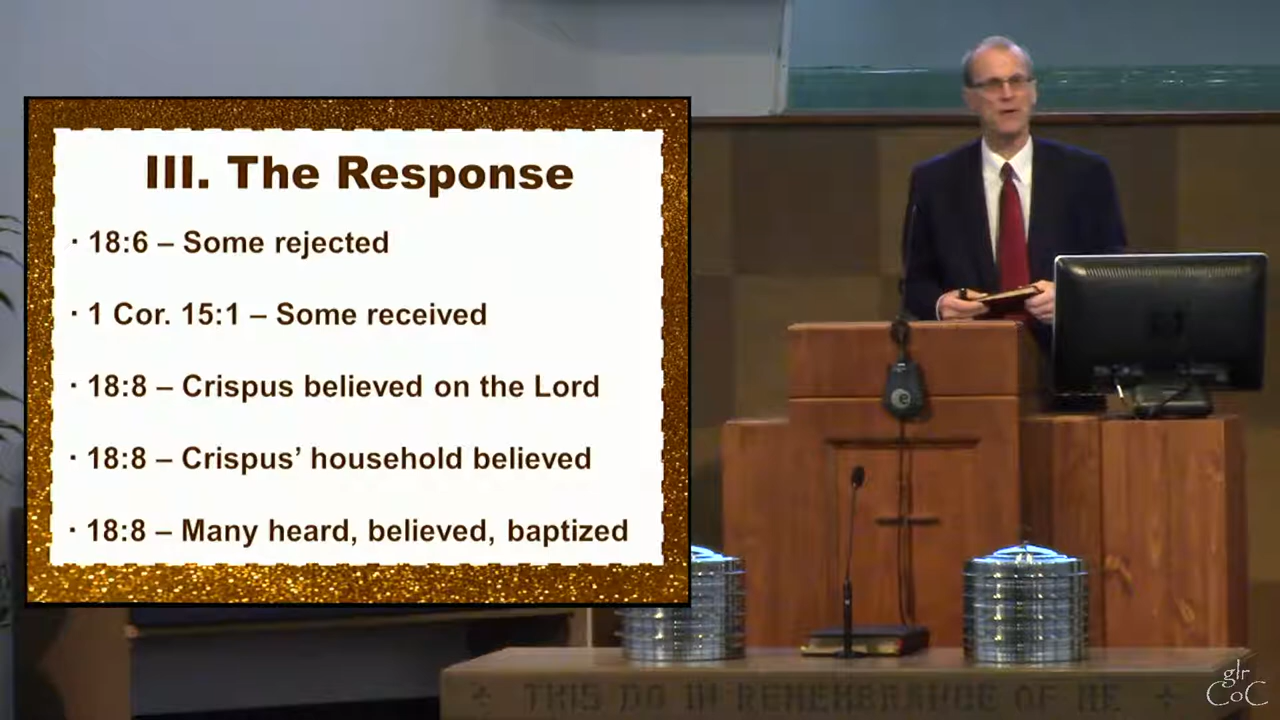 III. The Response
· 18:6 – Some rejected
· 1 Cor. 15:1 – Some received
· 18:8 – Crispus believed on the Lord
· 18:8 – Crispus’ household believed
· 18:8 – Many heard, believed, baptized
e
THIS DO IN REMEMBRANCE OF ME
glr
CoC